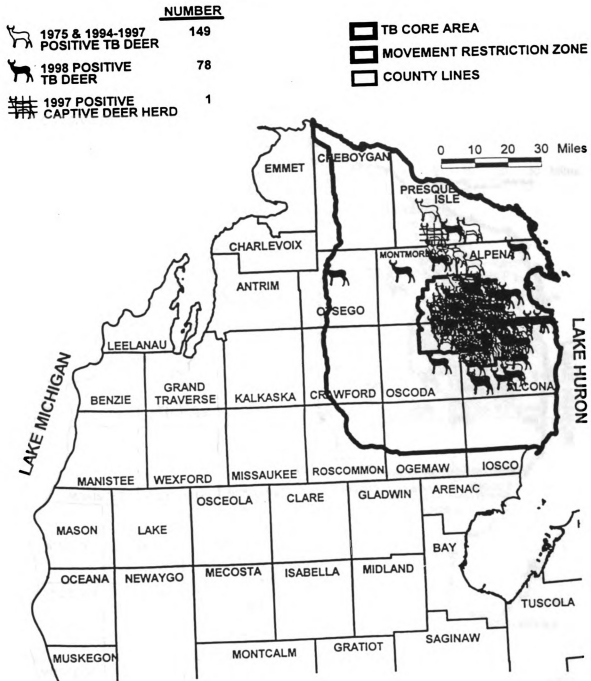 NUMBER
1975 & 1994-1997
POSITIVE TB DEER
149
1998 POSITIVE
TB DEER
78
1997 POSITIVE
CAPTIVE DEER HERD
1
TB CORE AREA
MOVEMENT RESTRICTION ZONE
COUNTY LINES
0 10 20 30 Miles
CHEBOYGAN
EMMET
PRESQUE
ISLE
CHARLEVOIX
MONTMOR
ALPENA
ANTRIM
OTSEGO
LEELANAU
LAKE MICHIGAN
LAKE HURON
BENZIE
GRAND
TRAVERSE
KALKASKA
CRAWFORD
OSCODA
ALCONA
MANISTEE
WEXFORD
MISSAUKEE
ROSCOMMON
OGEMAW
IOSCO
OSCEOLA
CLARE
GLADWIN
ARENAC
MASON
LAKE
BAY
OCEANA
NEWAYGO
MECOSTA
ISABELLA
MIDLAND
TUSCOLA
SAGINAW
MUSKEGON
MONTCALM
GRATIOT